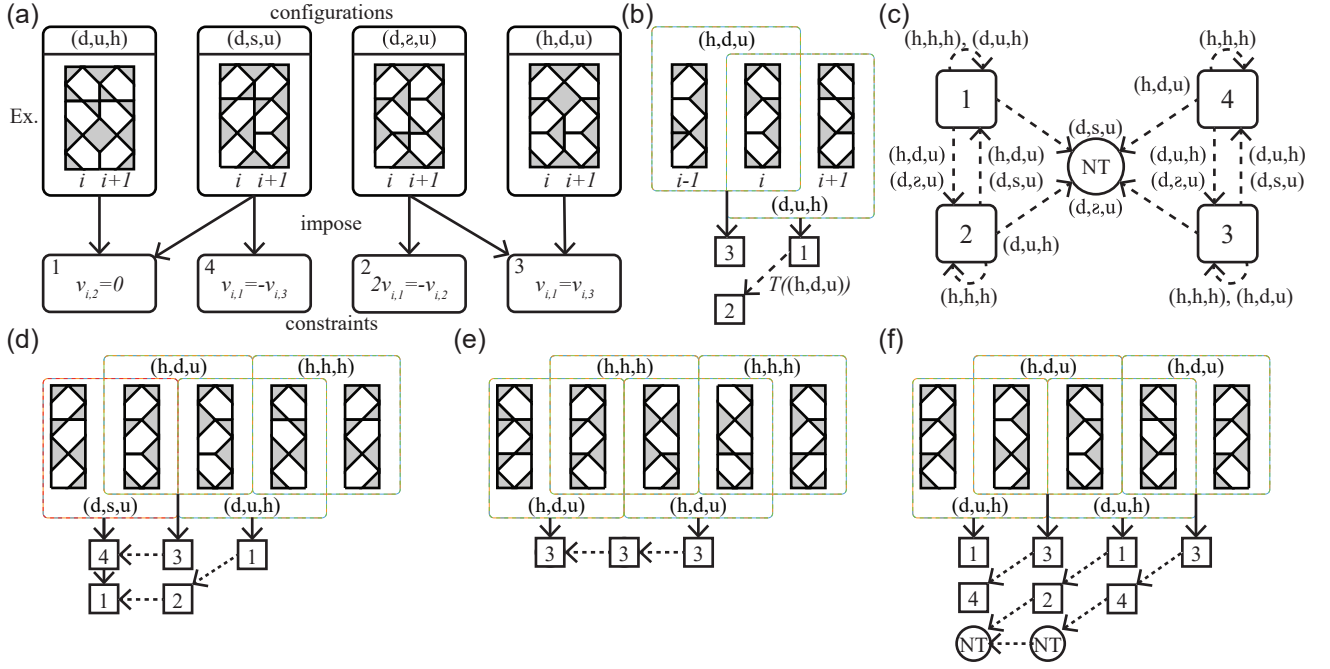 (a)
configurations
(d,u,h)
(d,s,u)
(d,ƨ,u)
(h,d,u)
Ex.
i i+1
i i+1
i i+1
i i+1
impose
1
v_{i,2}=0
4
v_{i,1}=-v_{i,3}
2
2v_{i,1}=-v_{i,2}
3
v_{i,1}=v_{i,3}
constraints
(b)
(h,d,u)
i-1
i
i+1
(d,u,h)
3
1
T((h,d,u))
2
(c)
(h,h,h), (d,u,h)
(h,h,h)
1
4
(h,d,u)
(d,s,u)
(h,d,u)
(d,ƨ,u)
(h,d,u)
(d,s,u)
NT
(d,u,h)
(d,ƨ,u)
(d,u,h)
(d,s,u)
(d,ƨ,u)
2
(d,u,h)
3
(h,h,h)
(h,h,h), (h,d,u)
(d)
(h,d,u)
(h,h,h)
(d,s,u)
(d,u,h)
4
3
1
1
2
(e)
(h,h,h)
(h,h,h)
(h,d,u)
(h,d,u)
3
3
3
(f)
(h,d,u)
(h,d,u)
(d,u,h)
(d,u,h)
1
3
1
3
4
2
4
NT
NT